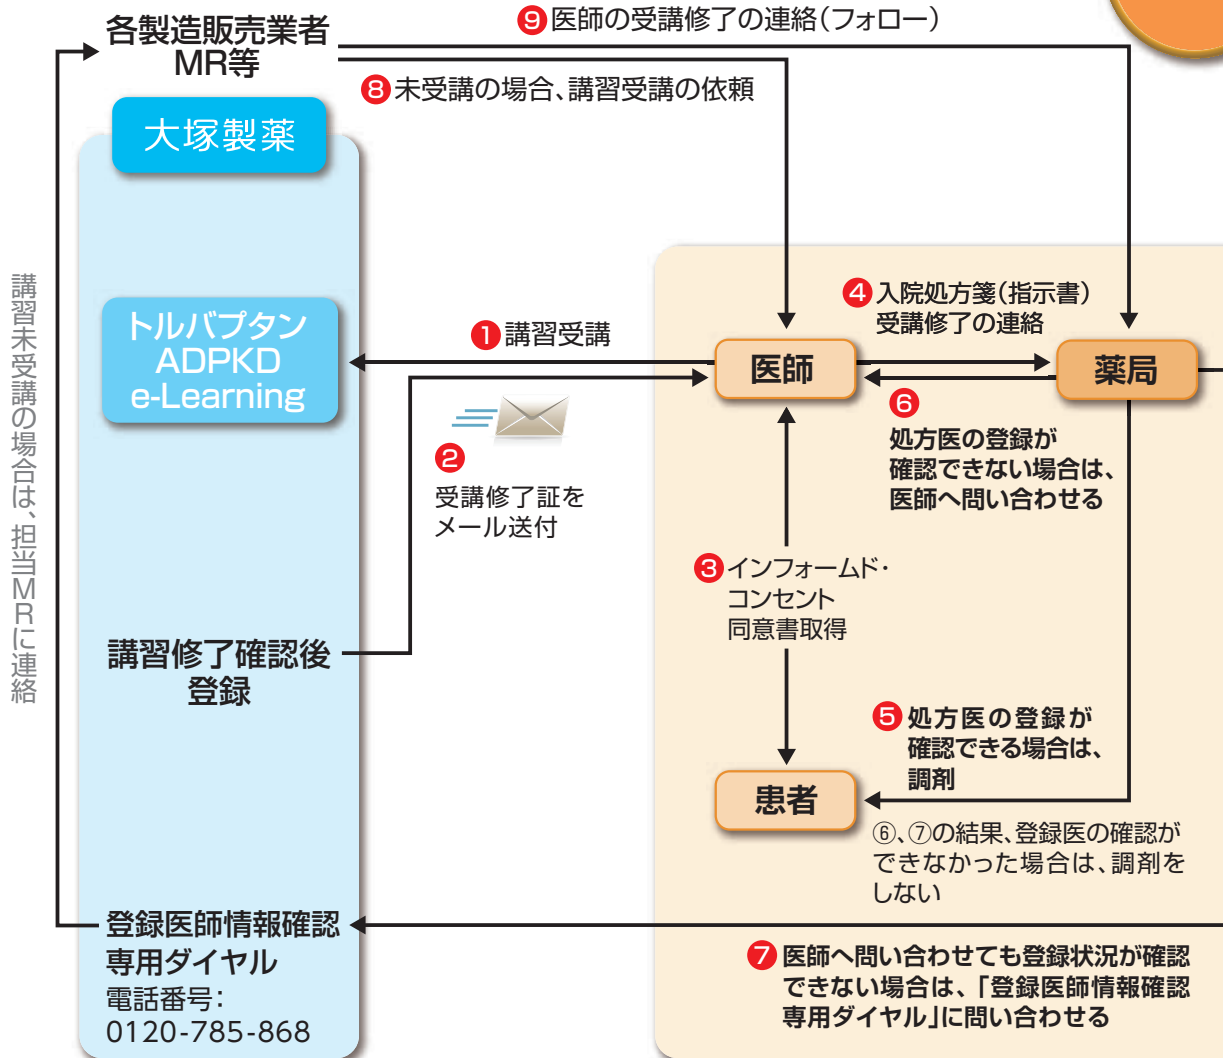 各製造販売業者
MR等
❾医師の受講修了の連絡(フォロー)
❽未受講の場合、講習受講の依頼
大塚製薬
講習未受講の場合は、担当MRに連絡
トルバプタン
ADPKD
e-Learning
❶講習受講
❷
受講修了証を
メール送付
❹入院処方箋(指示書)
受講修了の連絡
医師
薬局
❻
処方医の登録が
確認できない場合は、
医師へ問い合わせる
❸インフォームド・
コンセント
同意書取得
講習修了確認後
登録
❺処方医の登録が
確認できる場合は、
調剤
患者
⑥、⑦の結果、登録医の確認が
できなかった場合は、調剤を
しない
登録医師情報確認
専用ダイヤル
電話番号:
0120-785-868
❼医師へ問い合わせても登録状況が確認
できない場合は、「登録医師情報確認
専用ダイヤル」に問い合わせる